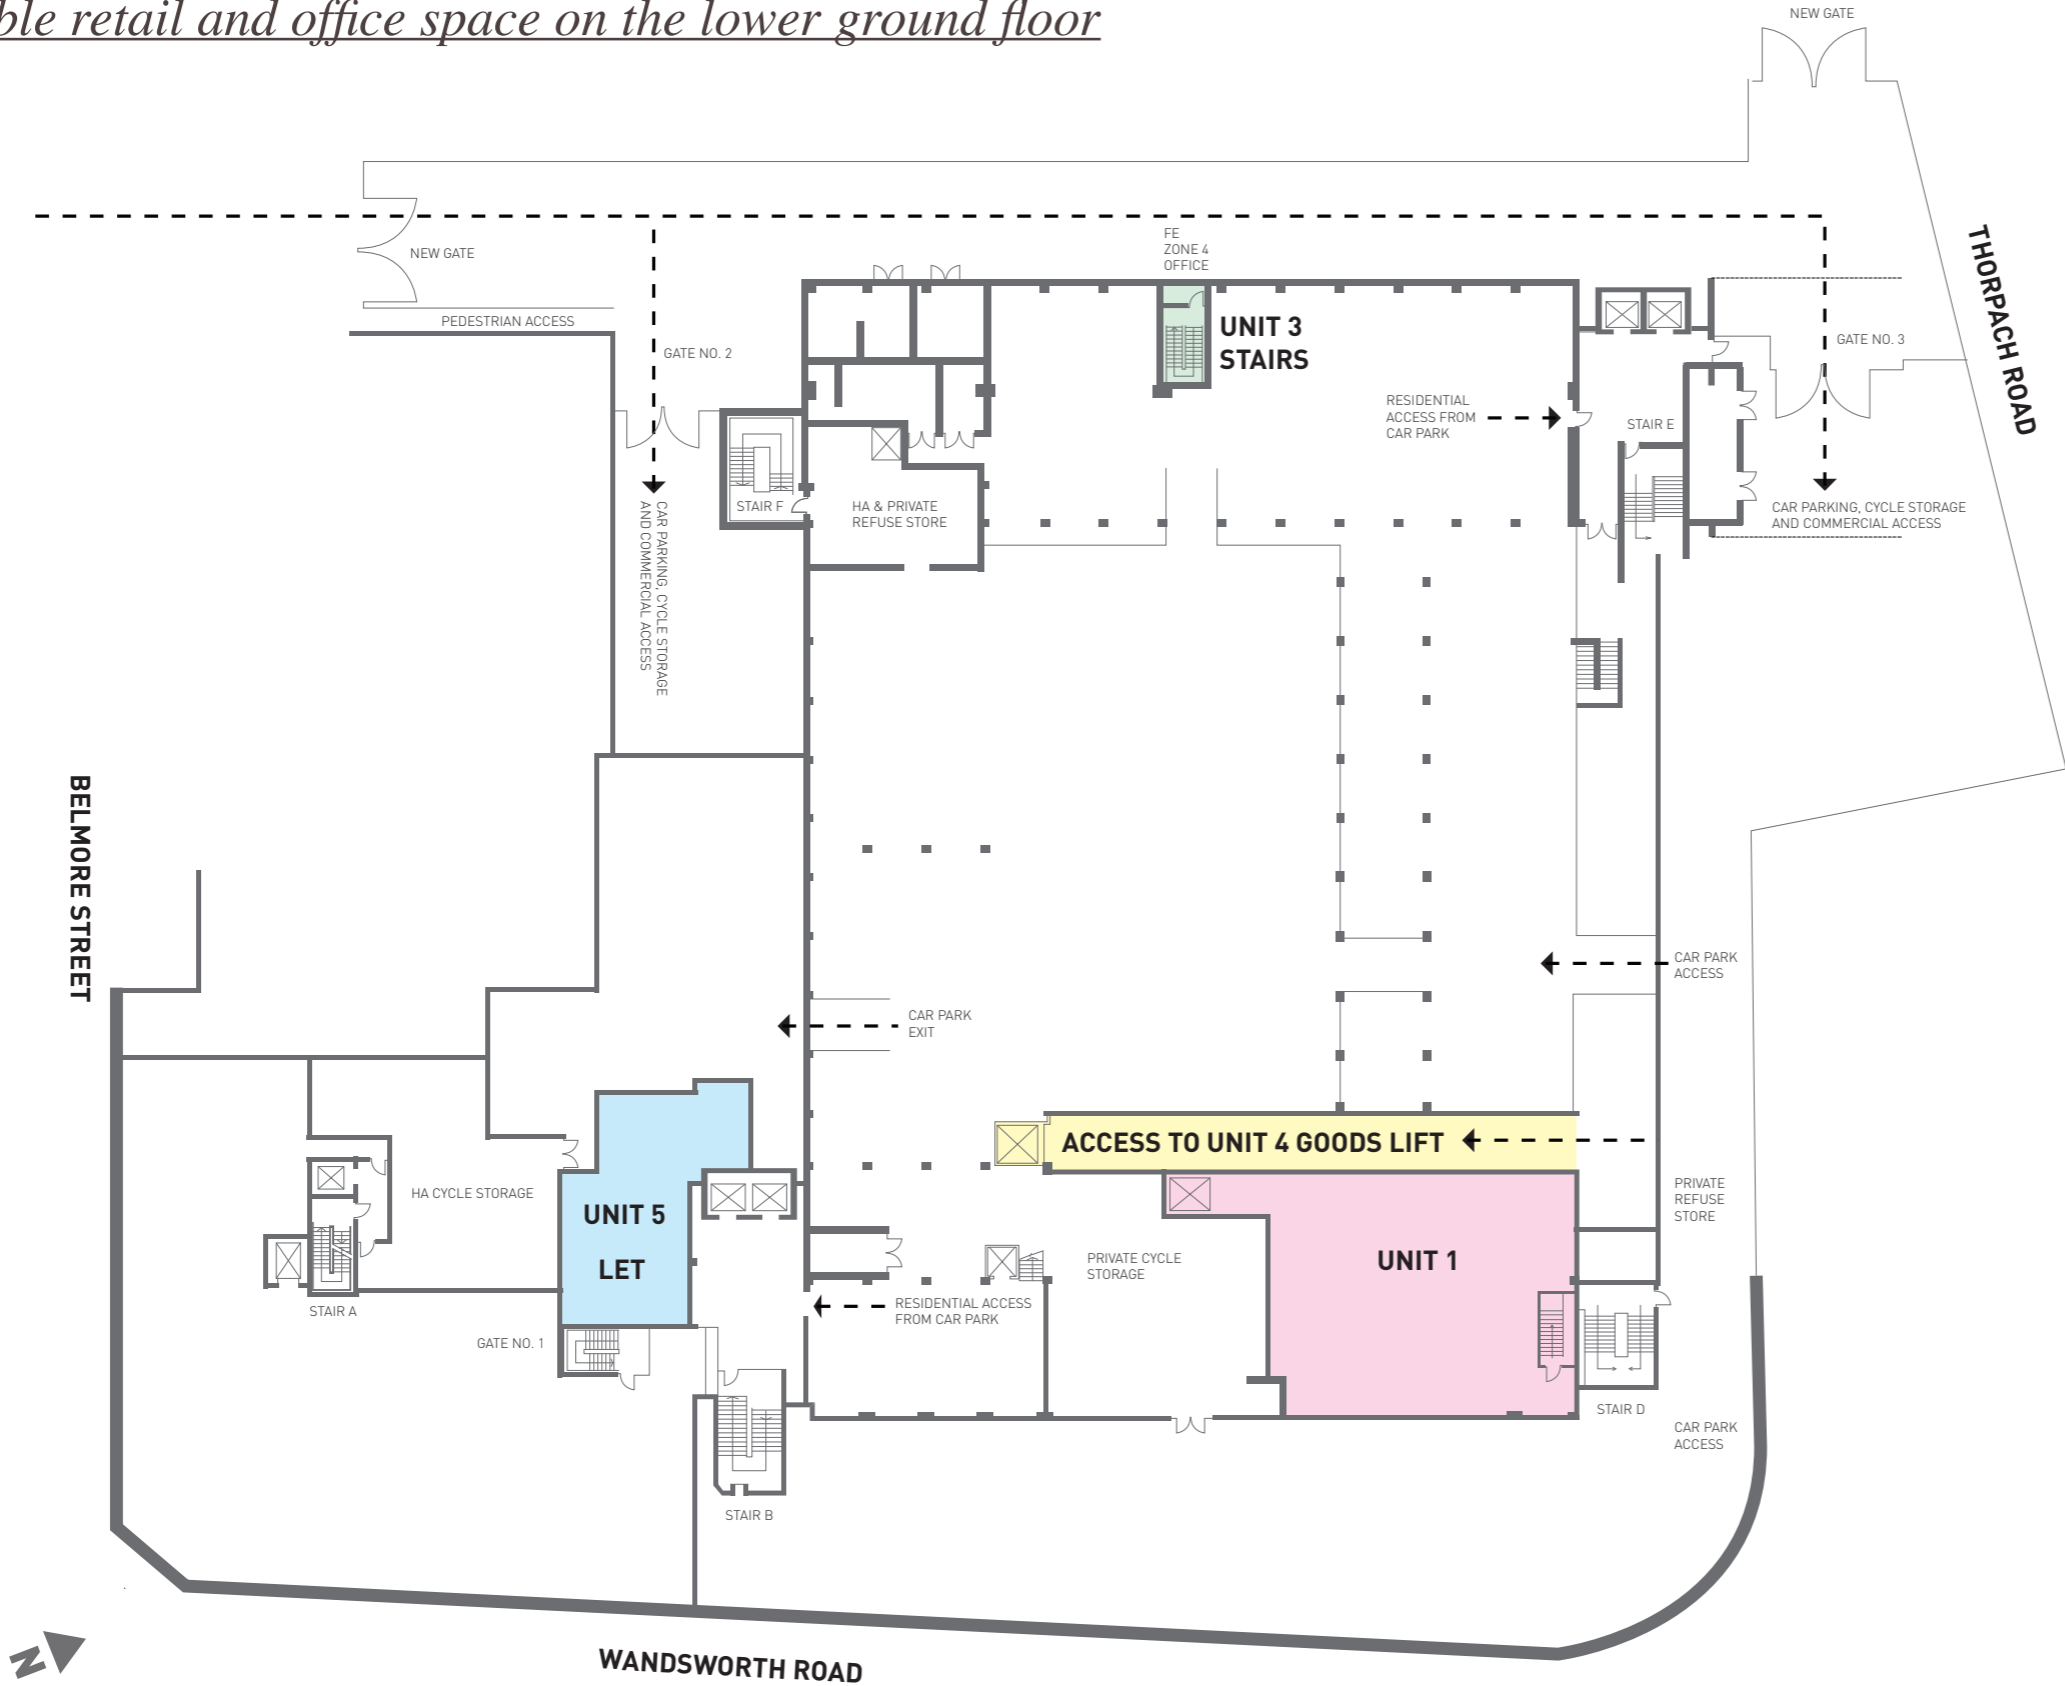 retail and office space on the lower ground floor
NEW GATE
NEW GATE
PEDESTRIAN ACCESS
GATE NO. 2
FE
ZONE 4
OFFICE
UNIT 3
STAIRS
THORPACH ROAD
GATE NO. 3
RESIDENTIAL
ACCESS FROM
CAR PARK
STAIR E
STAIR F
HA & PRIVATE
REFUSE STORE
CAR PARKING, CYCLE STORAGE
AND COMMERCIAL ACCESS
CAR PARKING, CYCLE STORAGE
AND COMMERCIAL ACCESS
BELMORE STREET
CAR PARK
ACCESS
CAR PARK
EXIT
ACCESS TO UNIT 4 GOODS LIFT
HA CYCLE STORAGE
UNIT 5
LET
PRIVATE
REFUSE
STORE
PRIVATE CYCLE
STORAGE
UNIT 1
RESIDENTIAL ACCESS
FROM CAR PARK
STAIR A
GATE NO. 1
STAIR D
CAR PARK
ACCESS
STAIR B
N
WANDSWORTH ROAD